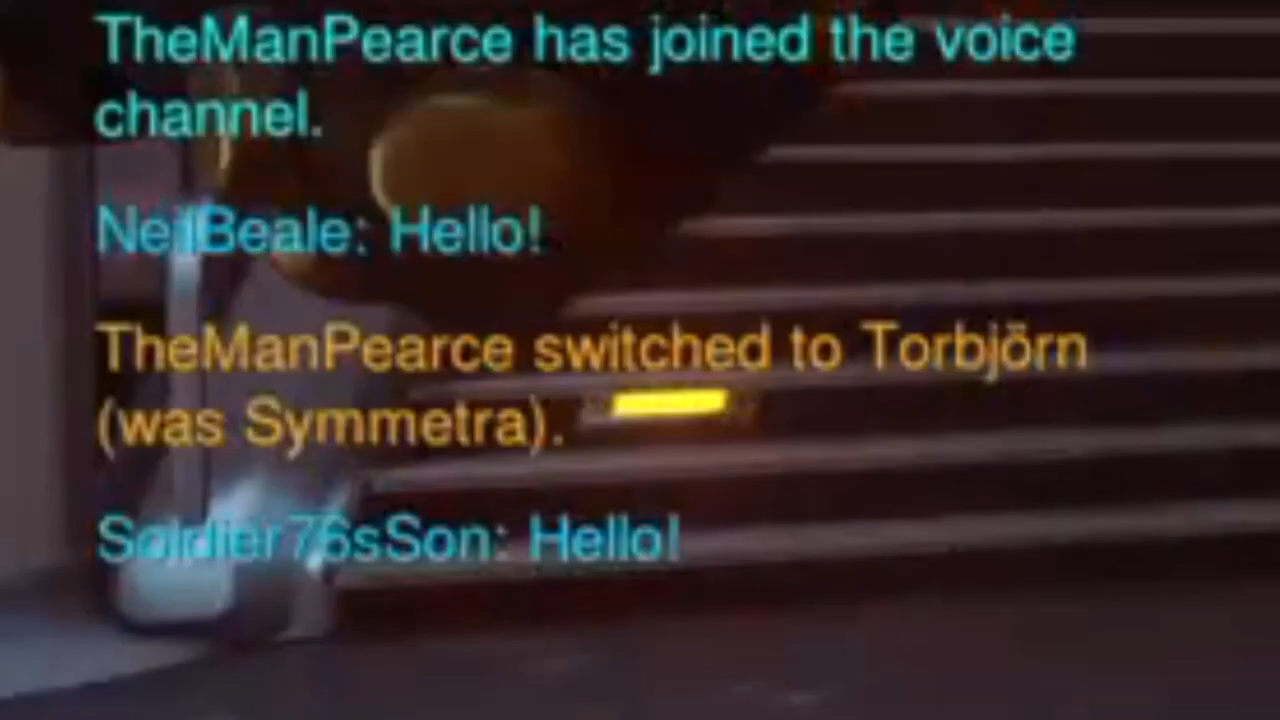 TheManPearce has joined the voice
channel.
NeilBeale: Hello!
TheManPearce switched to Torbjörn
(was Symmetra).
Soldier76sSon: Hello!